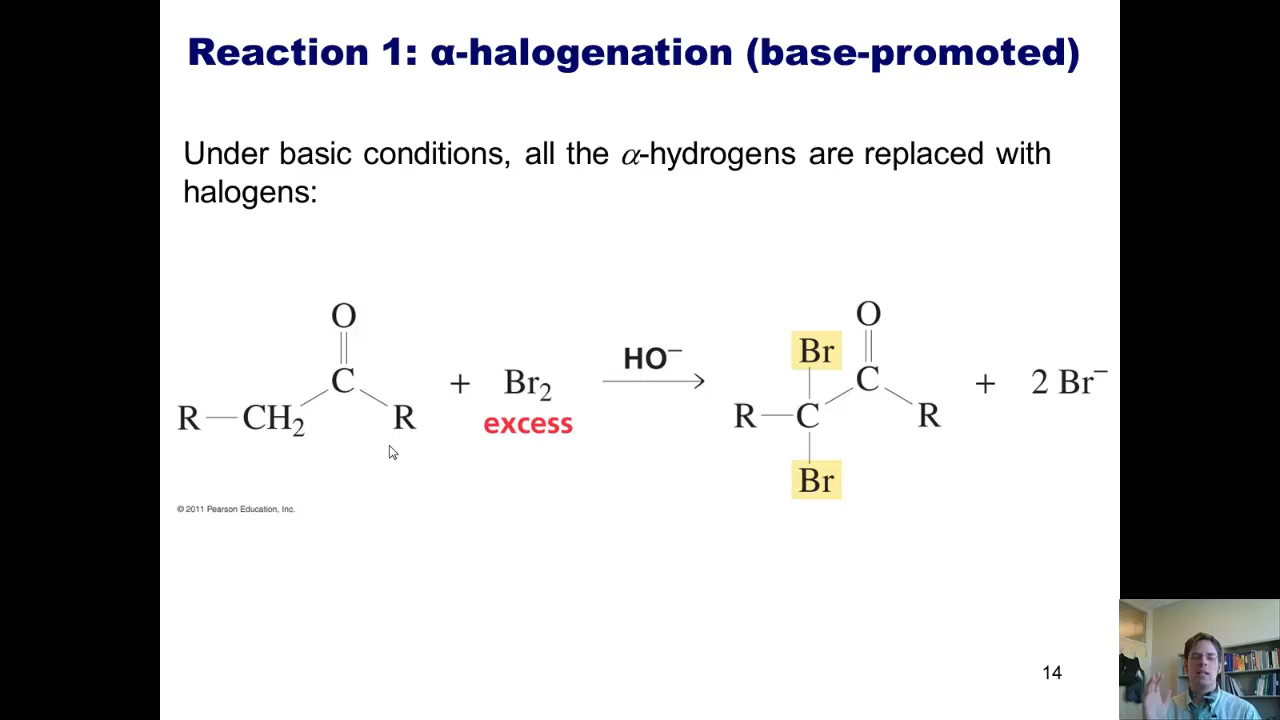 Reaction 1: α-halogenation (base-promoted)
Under basic conditions, all the α-hydrogens are replaced with
halogens:
O
C
R—CH₂ R
+ Br₂
excess
HO⁻
O
Br
C
R—C R
Br
+ 2 Br⁻
© 2011 Pearson Education, Inc.
14